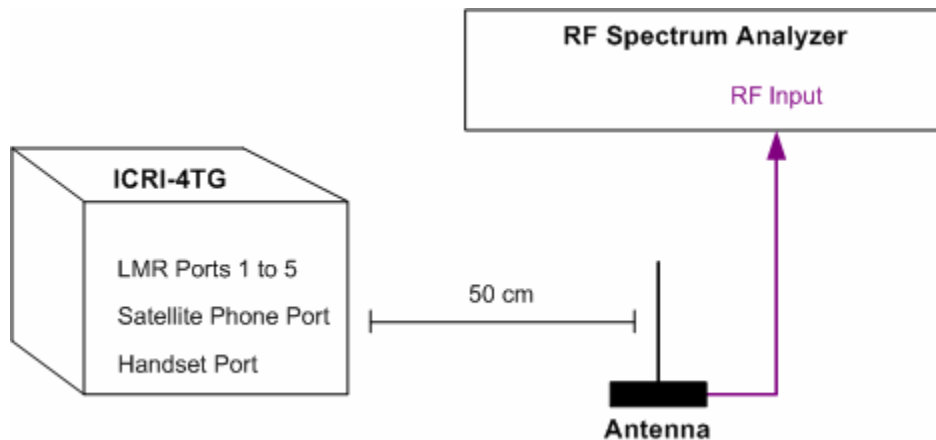 RF Spectrum Analyzer
RF Input
ICRI-4TG
LMR Ports 1 to 5
Satellite Phone Port
Handset Port
50 cm
Antenna